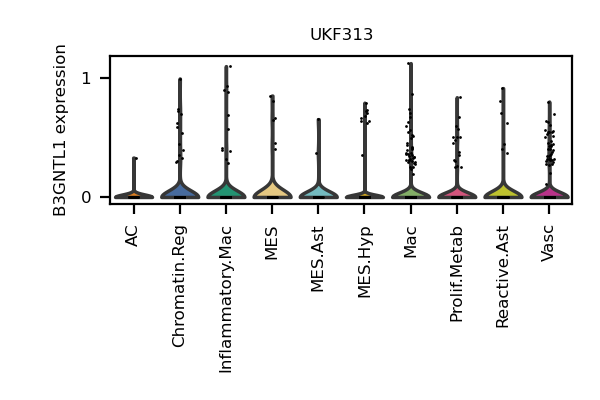 UKF313
B3GNTL1 expression
1
0
AC
Chromatin.Reg
Inflammatory.Mac
MES
MES.Ast
MES.Hyp
Mac
Prolif.Metab
Reactive.Ast
Vasc